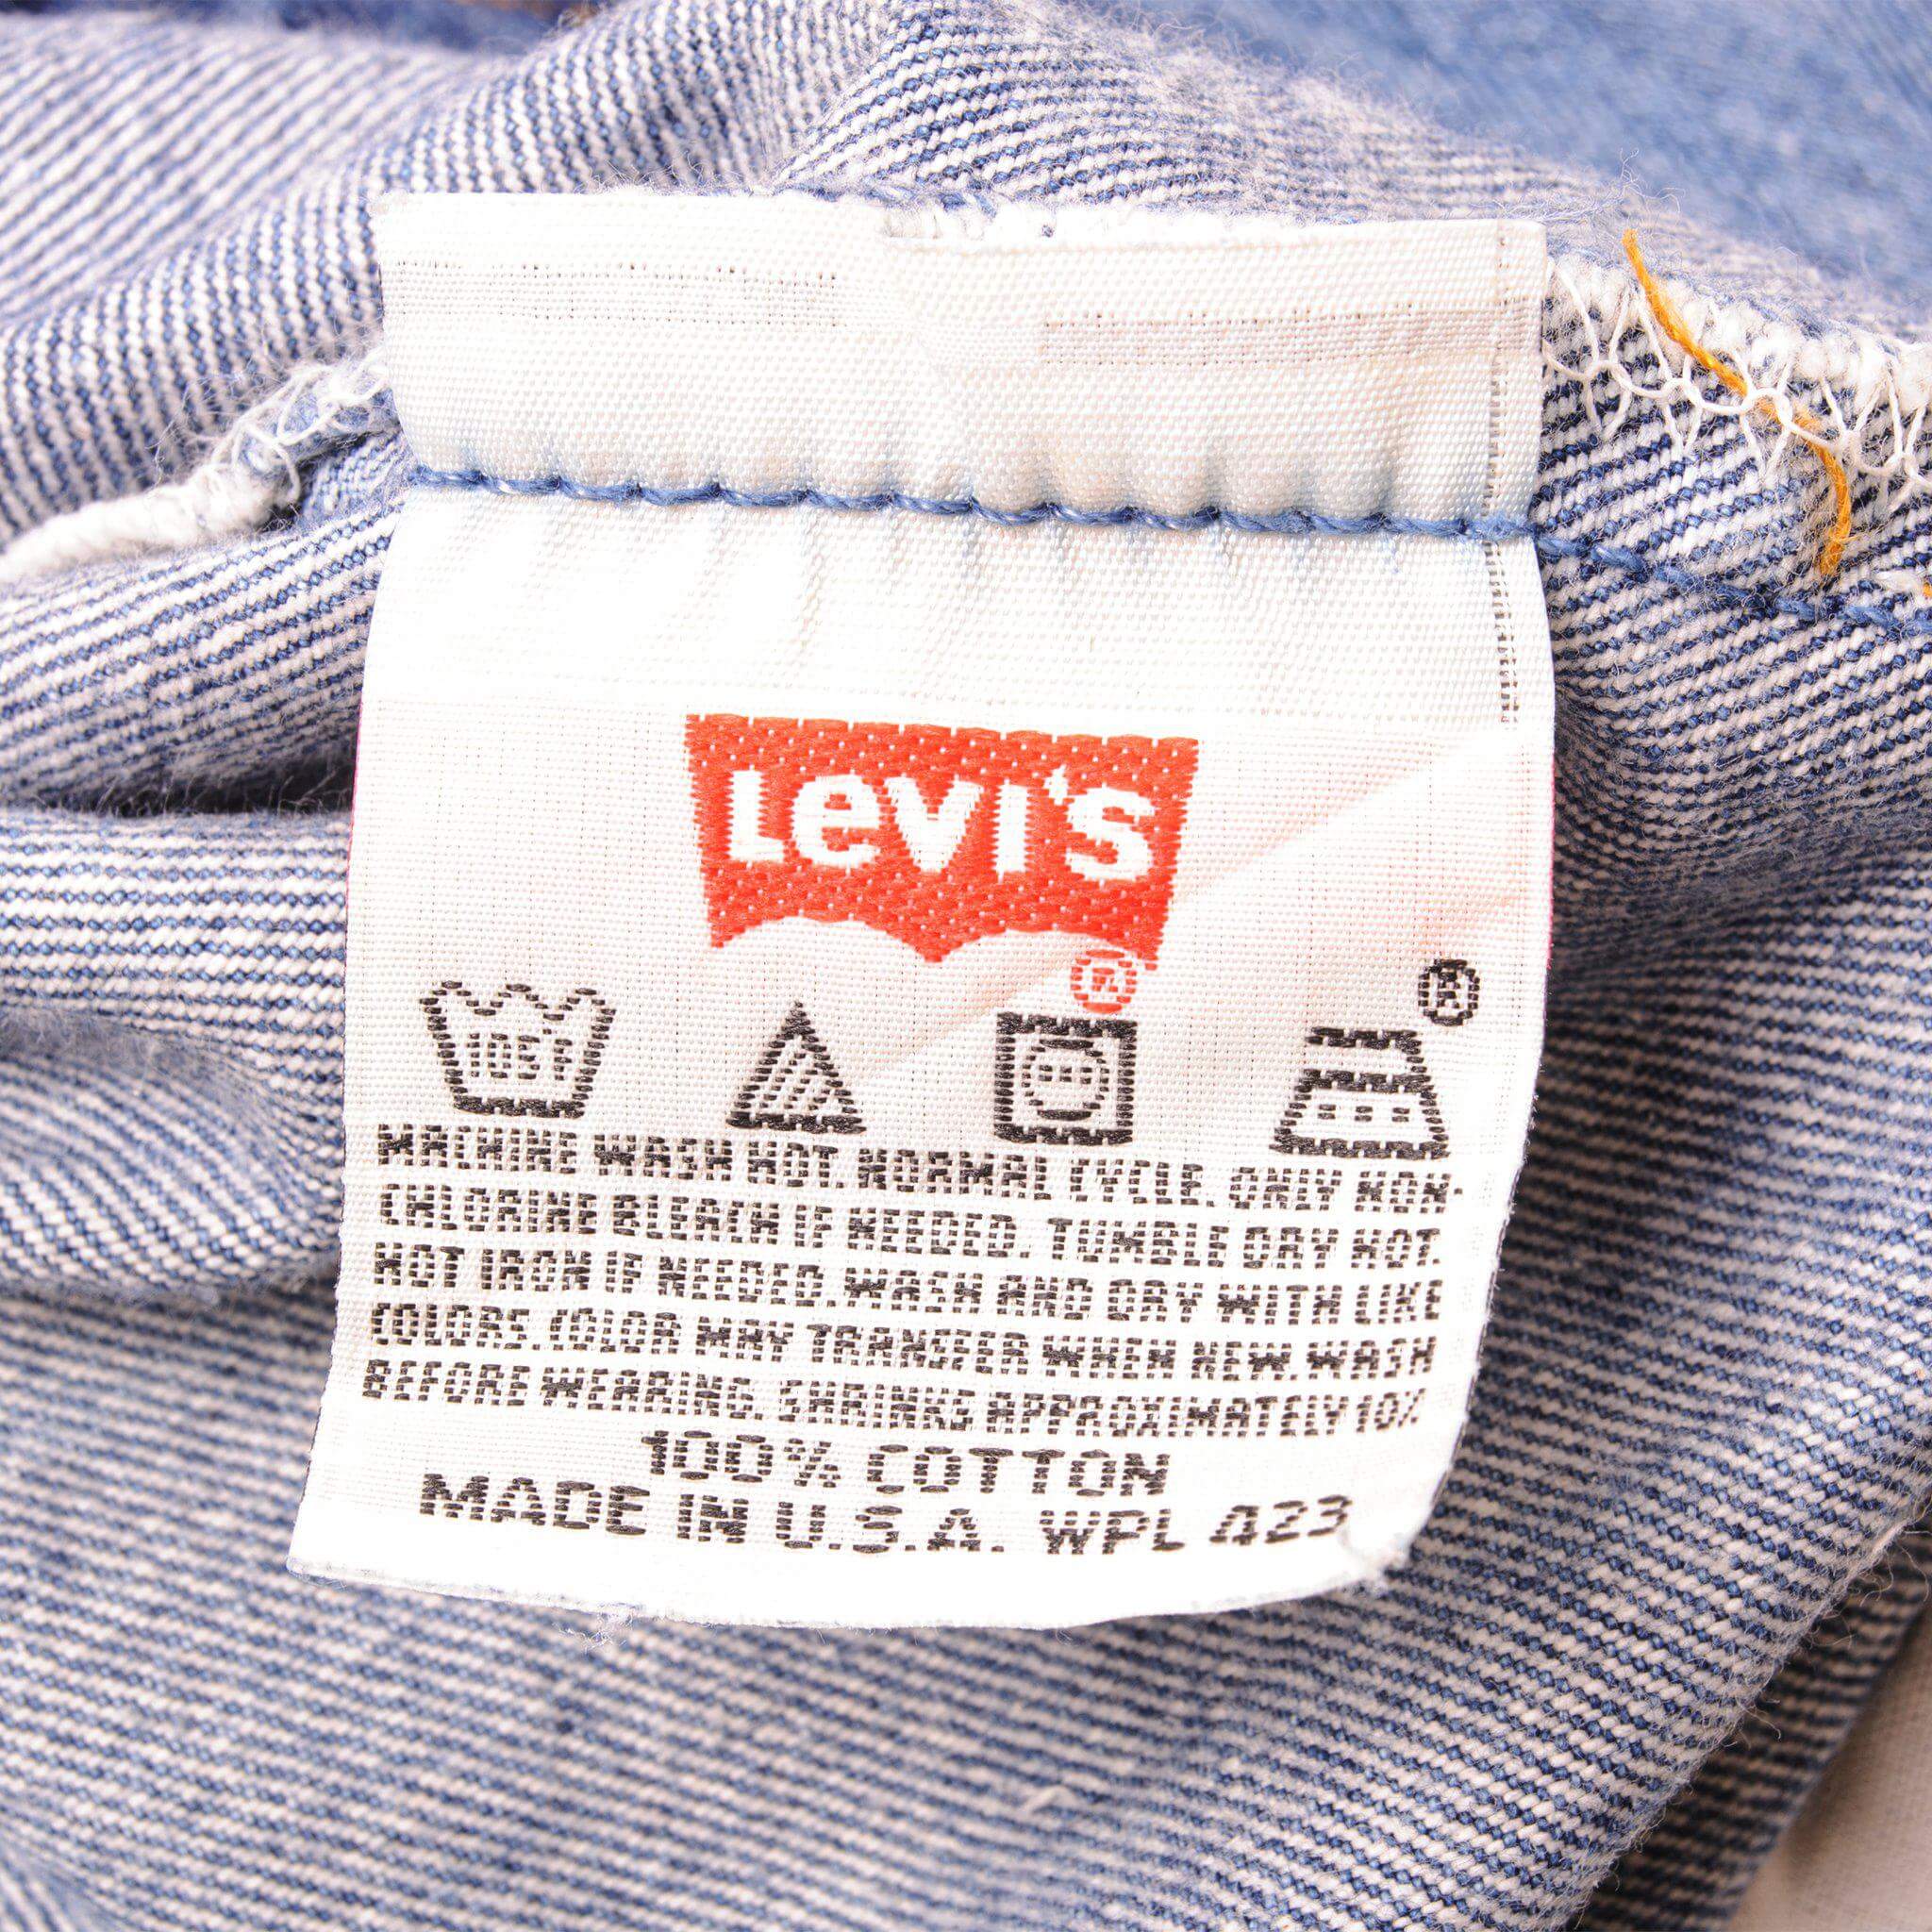 Levi's
®
®
105F
MACHINE WASH HOT. NORMAL CYCLE. ONLY NON-
CHLORINE BLEACH IF NEEDED. TUMBLE DRY HOT.
HOT IRON IF NEEDED. WASH AND DRY WITH LIKE
COLORS. COLOR MAY TRANSFER WHEN NEW. WASH
BEFORE WEARING. SHRINKS APPROXIMATELY 10%
100% COTTON
MADE IN U.S.A. WPL 423